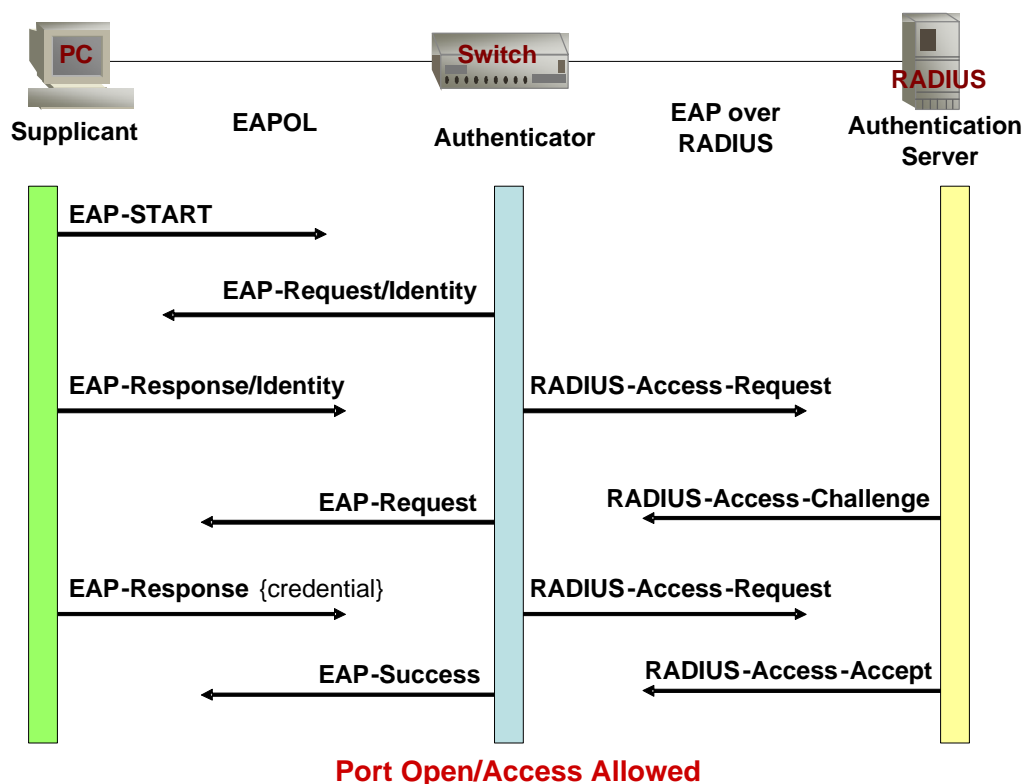 PC
Switch
RADIUS
Supplicant
EAPOL
Authenticator
EAP over
RADIUS
Authentication
Server
EAP-START
EAP-Request/Identity
EAP-Response/Identity
RADIUS-Access-Request
EAP-Request
RADIUS-Access-Challenge
EAP-Response {credential}
RADIUS-Access-Request
EAP-Success
RADIUS-Access-Accept
Port Open/Access Allowed